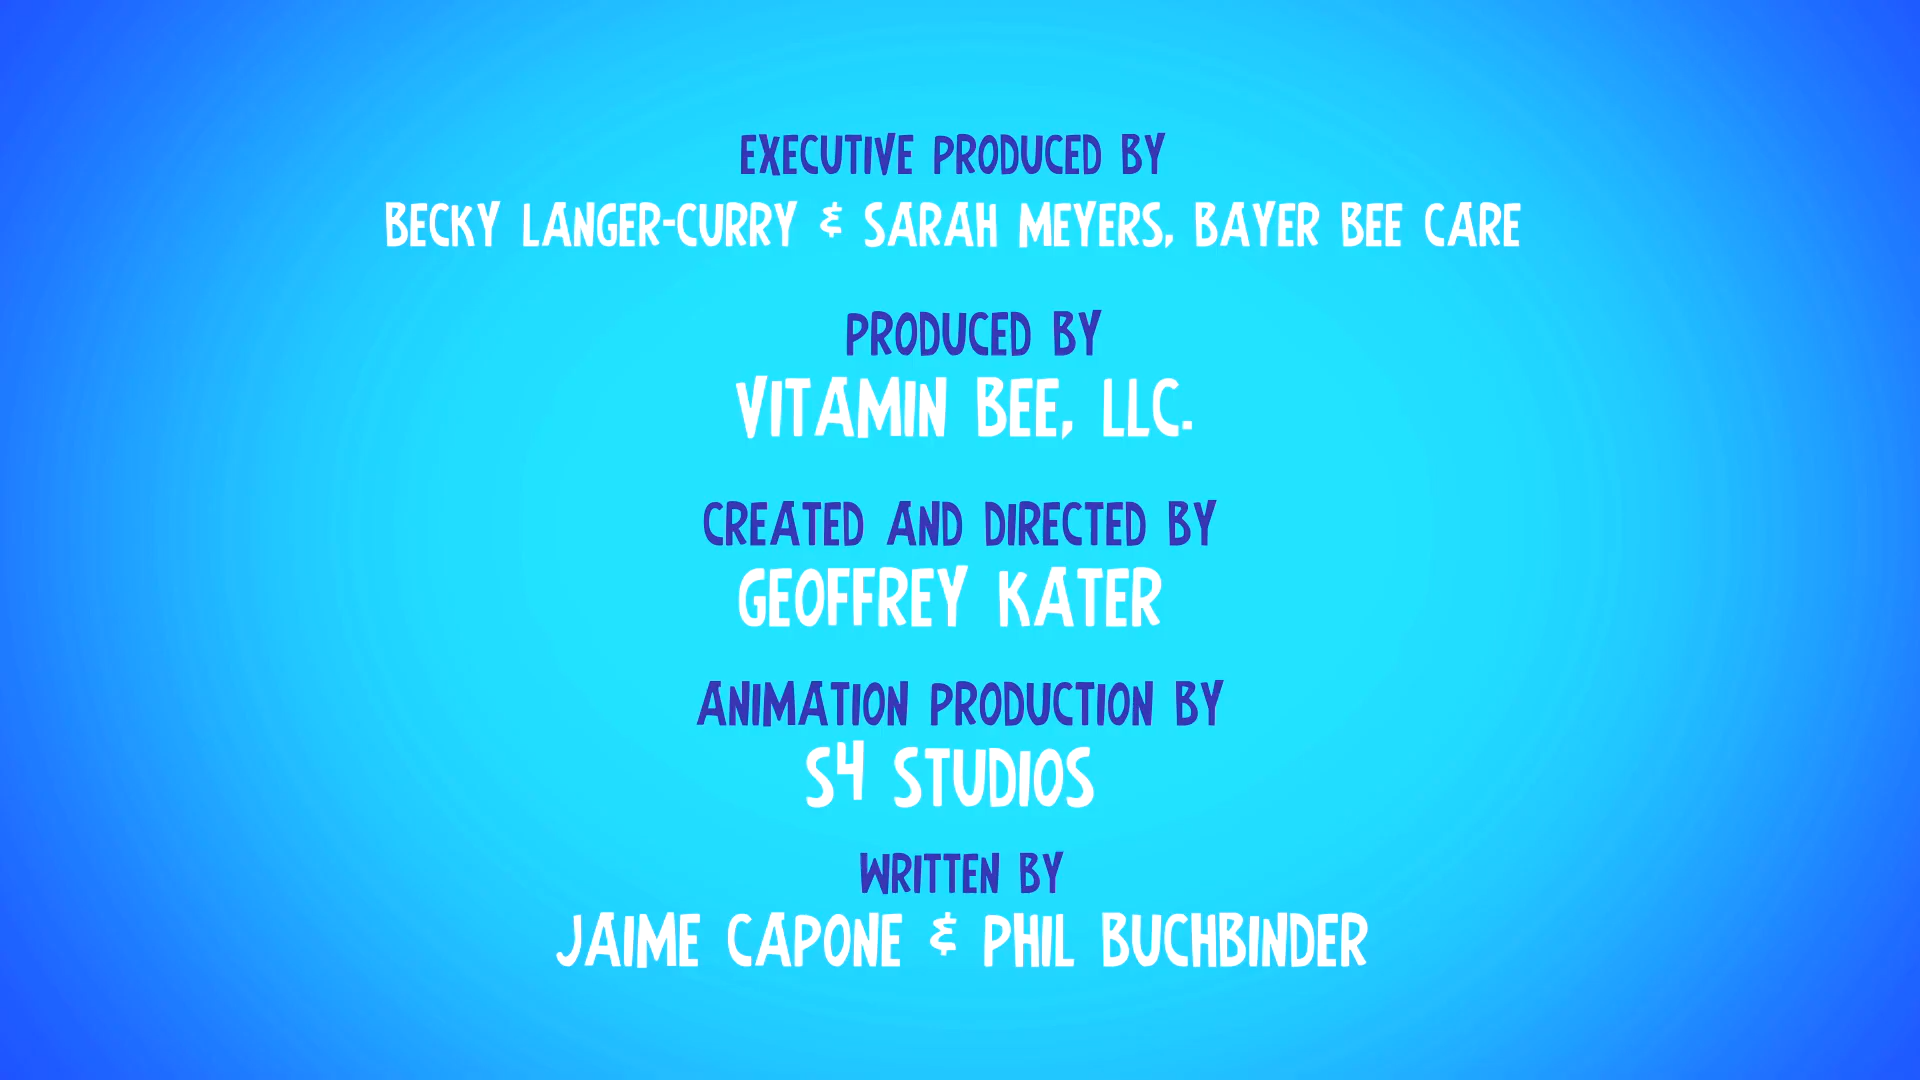 EXECUTIVE PRODUCED BY
BECKY LANGER-CURRY & SARAH MEYERS, BAYER BEE CARE
PRODUCED BY
VITAMIN BEE, LLC.
CREATED AND DIRECTED BY
GEOFFREY KATER
ANIMATION PRODUCTION BY
S4 STUDIOS
WRITTEN BY
JAIME CAPONE & PHIL BUCHBINDER